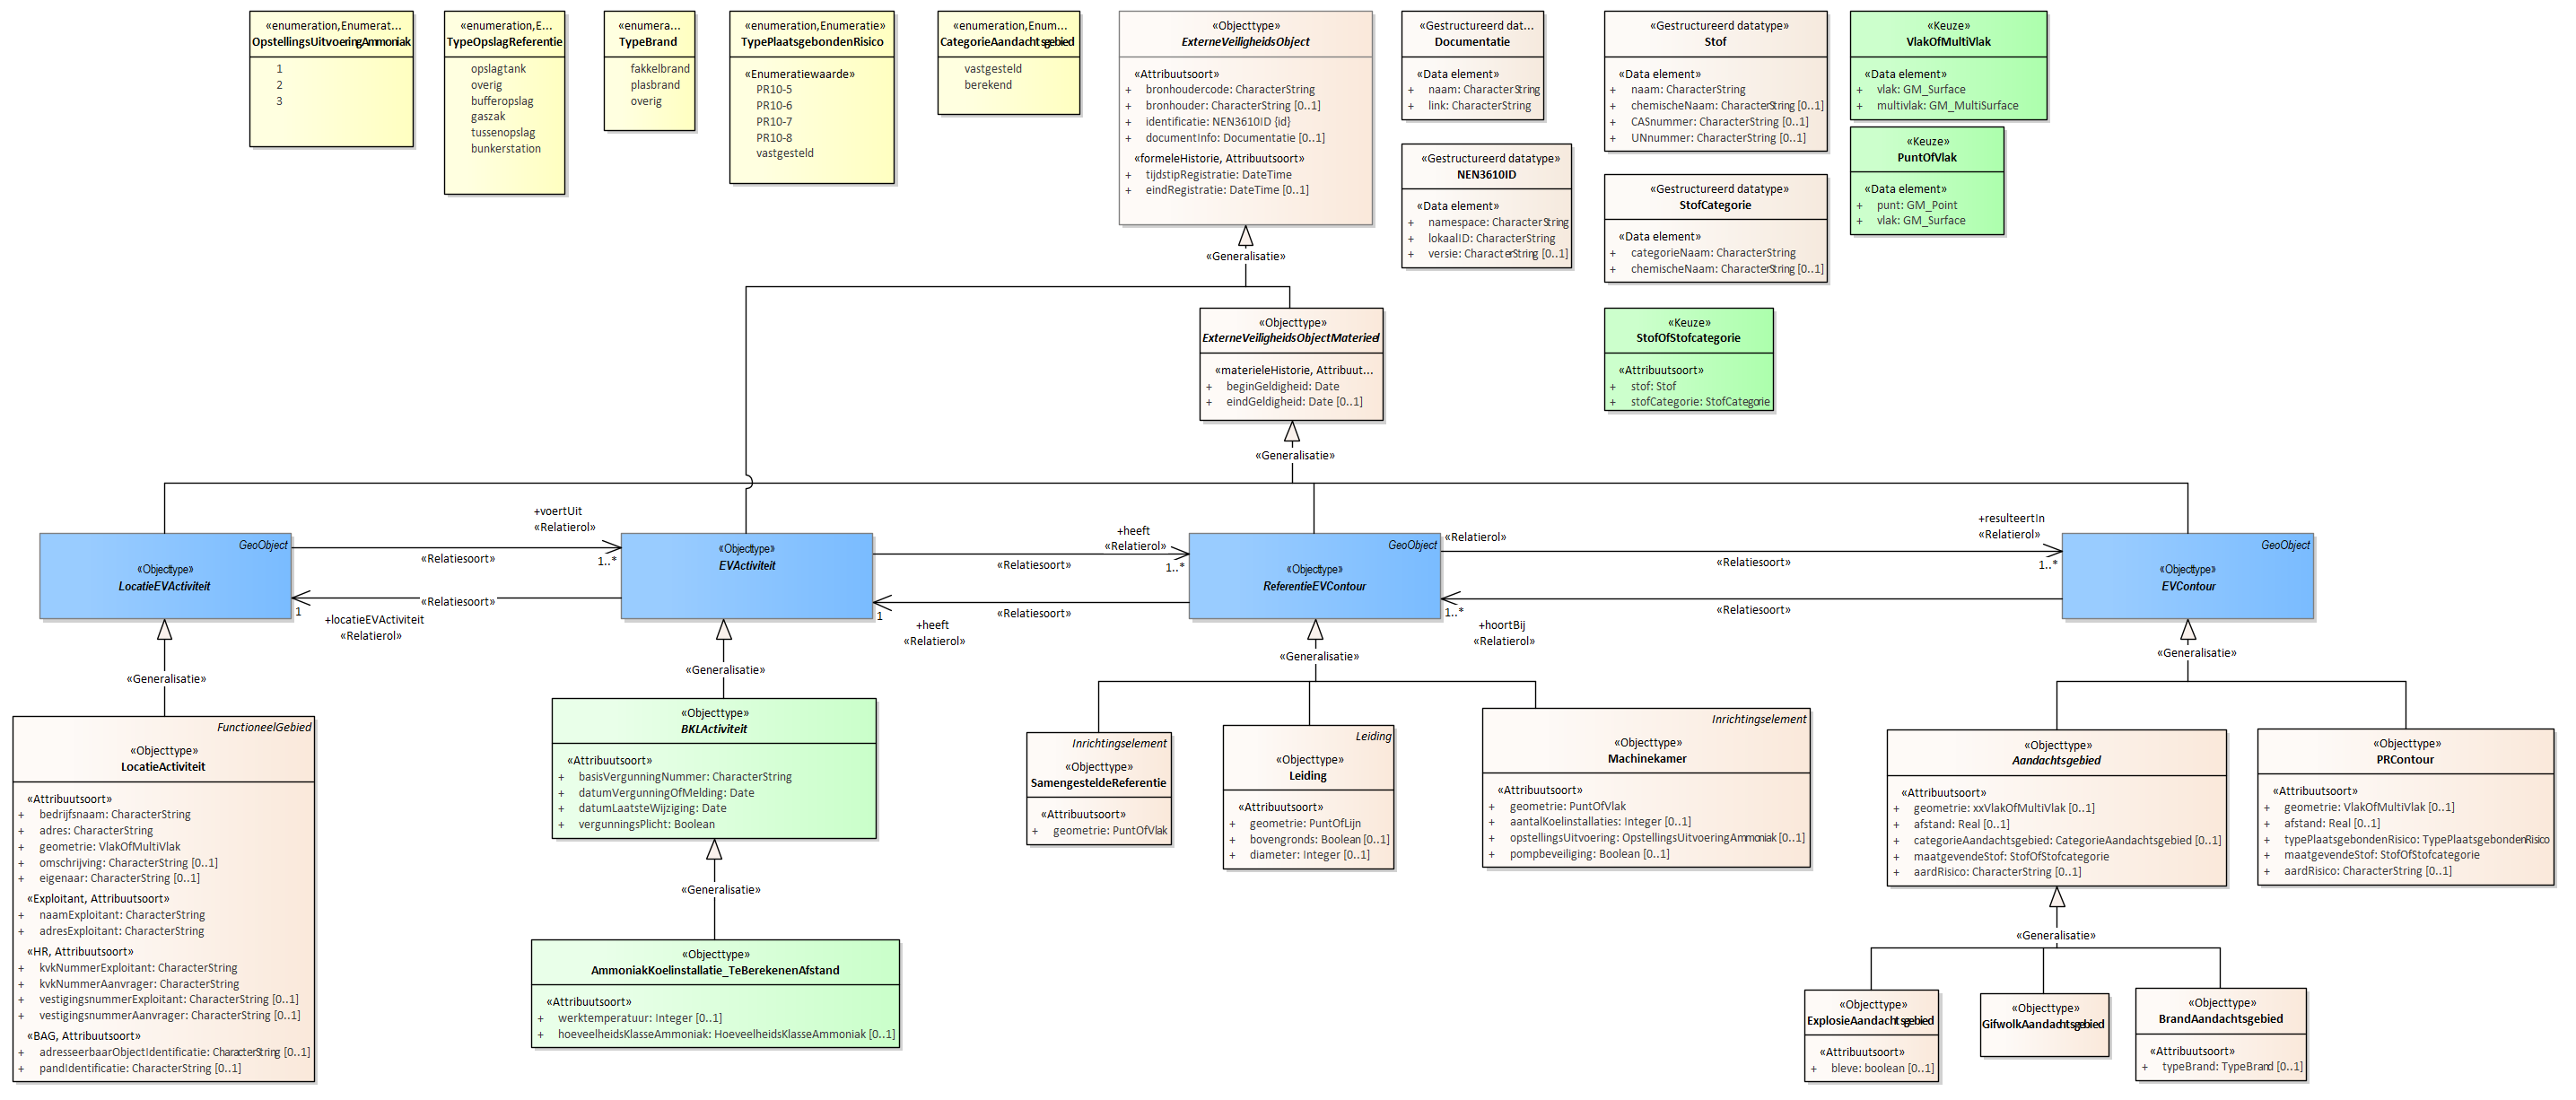 «enumeration,Enumerat...
OpstellingsUitvoeringAmmoniak
1
2
3
«enumeration,E...
TypeOpslagReferentie
opslagtank
overig
bufferopslag
gaszak
tussenopslag
bunkerstation
«enumera...
TypeBrand
fakkelbrand
plasbrand
overig
«enumeration,Enumeratie»
TypePlaatsgebondenRisico
«Enumeratiewaarde»
PR10-5
PR10-6
PR10-7
PR10-8
vastgesteld
«enumeration,Enum...
CategorieAandachtsgebied
vastgesteld
berekend
«Objecttype»
ExterneVeiligheidsObject
«Attribuutsoort»
+ bronhoudercode: CharacterString
+ bronhouder: CharacterString [0..1]
+ identificatie: NEN3610ID {id}
+ documentInfo: Documentatie [0..1]
«formeleHistorie, Attribuutsoort»
+ tijdstipRegistratie: DateTime
+ eindRegistratie: DateTime [0..1]
«Gestructureerd dat...
Documentatie
«Data element»
+ naam: CharacterString
+ link: CharacterString
«Gestructureerd datatype»
NEN3610ID
«Data element»
+ namespace: CharacterString
+ lokaalID: CharacterString
+ versie: CharacterString [0..1]
«Gestructureerd datatype»
Stof
«Data element»
+ naam: CharacterString
+ chemischeNaam: CharacterString [0..1]
+ CASnummer: CharacterString [0..1]
+ UNnummer: CharacterString [0..1]
«Gestructureerd datatype»
StofCategorie
«Data element»
+ categorieNaam: CharacterString
+ chemischeNaam: CharacterString [0..1]
«Keuze»
StofOfStofcategorie
«Attribuutsoort»
+ stof: Stof
+ stofCategorie: StofCategorie
«Keuze»
VlakOfMultiVlak
«Data element»
+ vlak: GM_Surface
+ multivlak: GM_MultiSurface
«Keuze»
PuntOfVlak
«Data element»
+ punt: GM_Point
+ vlak: GM_Surface
«Generalisatie»
«Objecttype»
ExterneVeiligheidsObjectMaterieel
«materieleHistorie, Attribuut...
+ beginGeldigheid: Date
+ eindGeldigheid: Date [0..1]
«Generalisatie»
GeoObject
«Objecttype»
LocatieEVActiviteit
+voertUit
«Relatierol»
«Relatiesoort»
1..*
«Relatiesoort»
1
+locatieEVActiviteit
«Relatierol»
«Objecttype»
EVActiviteit
+heeft
«Relatierol»
«Relatiesoort»
1..*
«Relatiesoort»
1
+heeft
«Relatierol»
GeoObject
«Objecttype»
ReferentieEVContour
«Relatierol»
+resulteertIn
«Relatierol»
«Relatiesoort»
1..*
«Relatiesoort»
1..*
+hoortBij
«Relatierol»
GeoObject
«Objecttype»
EVContour
«Generalisatie»
«Generalisatie»
«Generalisatie»
«Generalisatie»
FunctioneelGebied
«Objecttype»
LocatieActiviteit
«Attribuutsoort»
+ bedrijfsnaam: CharacterString
+ adres: CharacterString
+ geometrie: VlakOfMultiVlak
+ omschrijving: CharacterString [0..1]
+ eigenaar: CharacterString [0..1]
«Exploitant, Attribuutsoort»
+ naamExploitant: CharacterString
+ adresExploitant: CharacterString
«HR, Attribuutsoort»
+ kvkNummerExploitant: CharacterString
+ kvkNummerAanvrager: CharacterString
+ vestigingsnummerExploitant: CharacterString [0..1]
+ vestigingsnummerAanvrager: CharacterString [0..1]
«BAG, Attribuutsoort»
+ adresseerbaarObjectIdentificatie: CharacterString [0..1]
+ pandIdentificatie: CharacterString [0..1]
«Objecttype»
BKLActiviteit
«Attribuutsoort»
+ basisVergunningNummer: CharacterString
+ datumVergunningOfMelding: Date
+ datumLaatsteWijziging: Date
+ vergunningsPlicht: Boolean
«Generalisatie»
«Objecttype»
AmmoniakKoelinstallatie_TeBerekenenAfstand
«Attribuutsoort»
+ werktemperatuur: Integer [0..1]
+ hoeveelheidsKlasseAmmoniak: HoeveelheidsKlasseAmmoniak [0..1]
Inrichtingselement
«Objecttype»
SamengesteldeReferentie
«Attribuutsoort»
+ geometrie: PuntOfVlak
Leiding
«Objecttype»
Leiding
«Attribuutsoort»
+ geometrie: PuntOfLijn
+ bovengronds: Boolean [0..1]
+ diameter: Integer [0..1]
Inrichtingselement
«Objecttype»
Machinekamer
«Attribuutsoort»
+ geometrie: PuntOfVlak
+ aantalKoelinstallaties: Integer [0..1]
+ opstellingsUitvoering: OpstellingsUitvoeringAmmoniak [0..1]
+ pompbeveiliging: Boolean [0..1]
«Objecttype»
Aandachtsgebied
«Attribuutsoort»
+ geometrie: xxVlakOfMultiVlak [0..1]
+ afstand: Real [0..1]
+ categorieAandachtsgebied: CategorieAandachtsgebied [0..1]
+ maatgevendeStof: StofOfStofcategorie
+ aardRisico: CharacterString [0..1]
«Objecttype»
PRContour
«Attribuutsoort»
+ geometrie: VlakOfMultiVlak [0..1]
+ afstand: Real [0..1]
+ typePlaatsgebondenRisico: TypePlaatsgebondenRisico
+ maatgevendeStof: StofOfStofcategorie
+ aardRisico: CharacterString [0..1]
«Generalisatie»
«Objecttype»
ExplosieAandachtsgebied
«Attribuutsoort»
+ bleve: boolean [0..1]
«Objecttype»
GifwolkAandachtsgebied
«Objecttype»
BrandAandachtsgebied
«Attribuutsoort»
+ typeBrand: TypeBrand [0..1]